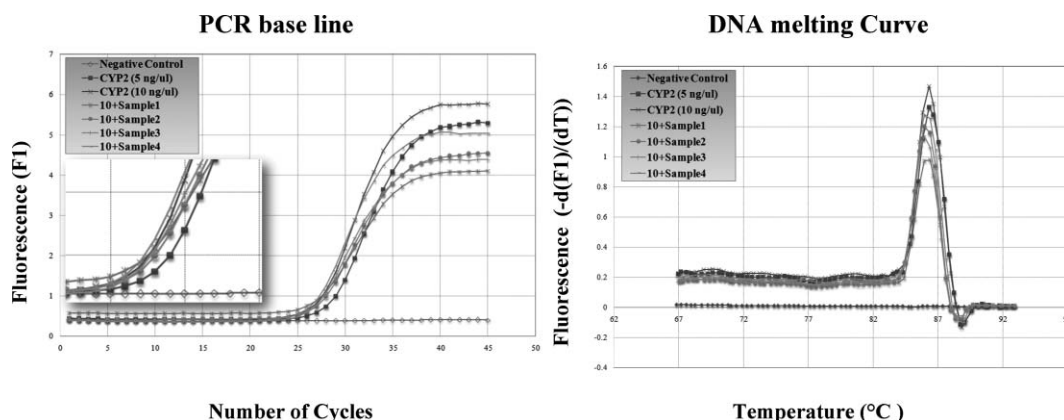 PCR base line
DNA melting Curve
Fluorescence (F1)
7
6
5
4
3
2
1
0
Negative Control
CYP2 (5 ng/ul)
CYP2 (10 ng/ul)
10+Sample1
10+Sample2
10+Sample3
10+Sample4
0 5 10 15 20 25 30 35 40 45 50
Number of Cycles
Fluorescence (-d(F1)/(dT))
1.6
1.4
1.2
1
0.8
0.6
0.4
0.2
0
-0.2
-0.4
Negative Control
CYP2 (5 ng/ul)
CYP2 (10 ng/ul)
10+Sample1
10+Sample2
10+Sample3
10+Sample4
62 67 72 77 82 87 92
Temperature (°C )